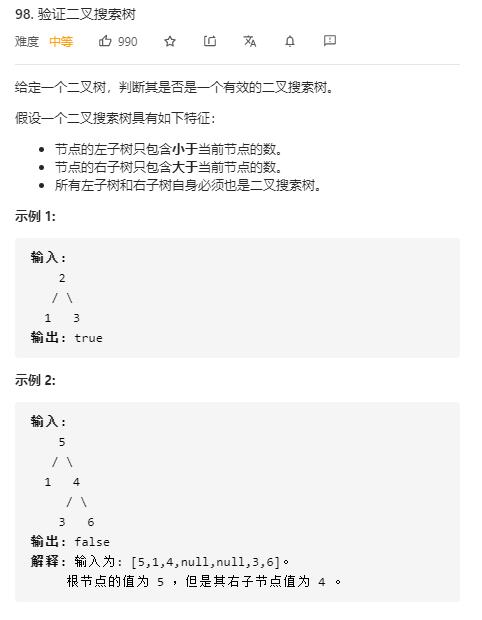 98. 验证二叉搜索树
难度 中等 990
给定一个二叉树，判断其是否是一个有效的二叉搜索树。
假设一个二叉搜索树具有如下特征：
• 节点的左子树只包含小于当前节点的数。
• 节点的右子树只包含大于当前节点的数。
• 所有左子树和右子树自身必须也是二叉搜索树。
示例 1:
输入:
2
/ \
1 3
输出: true
示例 2:
输入:
5
/ \
1 4
/ \
3 6
输出: false
解释: 输入为: [5,1,4,null,null,3,6]。
根节点的值为 5 ，但是其右子节点值为 4 。